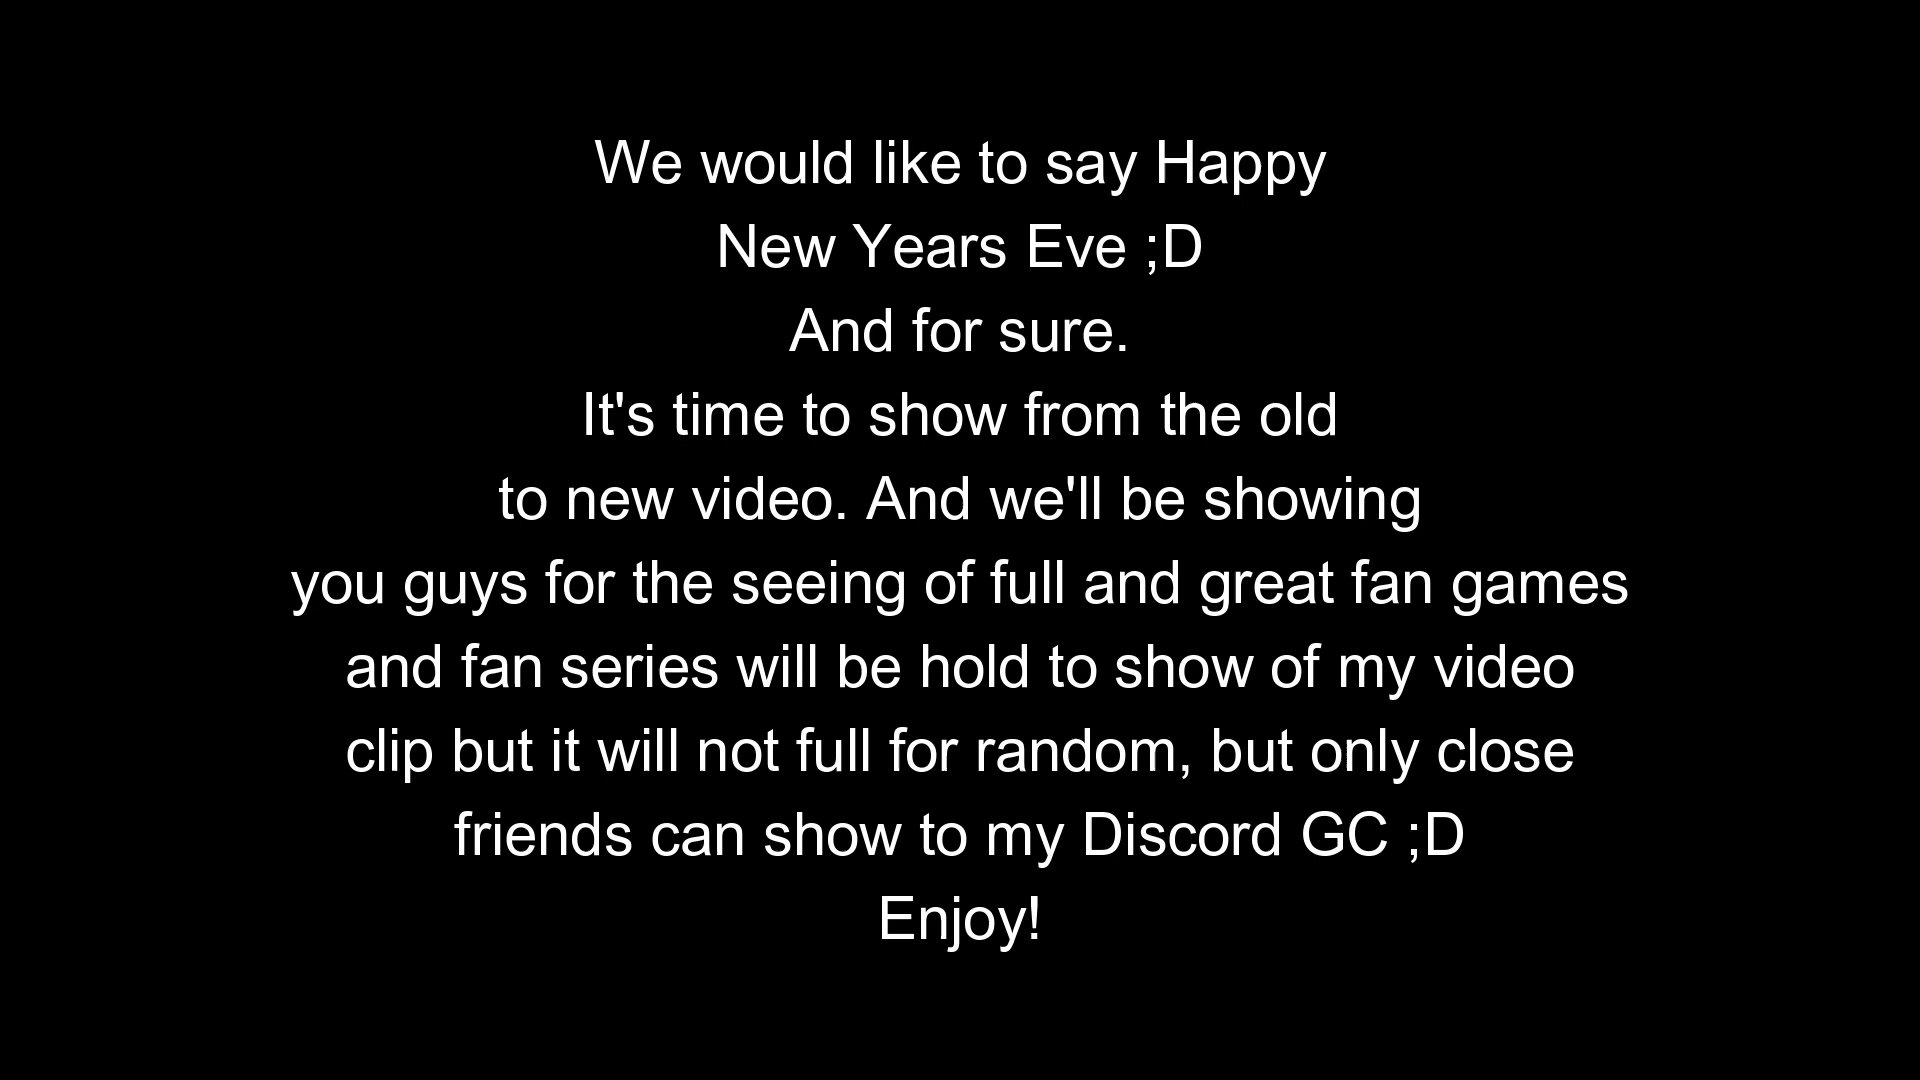 We would like to say Happy
New Years Eve ;D
And for sure.
It's time to show from the old
to new video. And we'll be showing
you guys for the seeing of full and great fan games
and fan series will be hold to show of my video
clip but it will not full for random, but only close
friends can show to my Discord GC ;D
Enjoy!